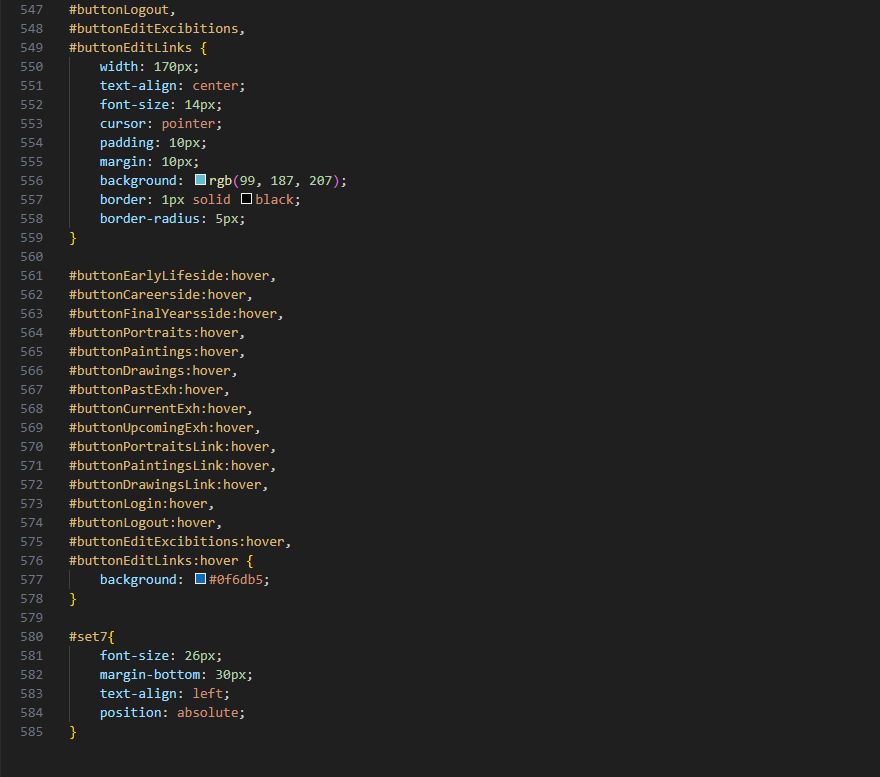 547 #buttonLogout,
548 #buttonEditExcibitions,
549 #buttonEditLinks {
550     width: 170px;
551     text-align: center;
552     font-size: 14px;
553     cursor: pointer;
554     padding: 10px;
555     margin: 10px;
556     background: rgb(99, 187, 207);
557     border: 1px solid black;
558     border-radius: 5px;
559 }
560
561 #buttonEarlyLifeside:hover,
562 #buttonCareerside:hover,
563 #buttonFinalYearsside:hover,
564 #buttonPortraits:hover,
565 #buttonPaintings:hover,
566 #buttonDrawings:hover,
567 #buttonPastExh:hover,
568 #buttonCurrentExh:hover,
569 #buttonUpcomingExh:hover,
570 #buttonPortraitsLink:hover,
571 #buttonPaintingsLink:hover,
572 #buttonDrawingsLink:hover,
573 #buttonLogin:hover,
574 #buttonLogout:hover,
575 #buttonEditExcibitions:hover,
576 #buttonEditLinks:hover {
577     background: #0f6db5;
578 }
579
580 #set7{
581     font-size: 26px;
582     margin-bottom: 30px;
583     text-align: left;
584     position: absolute;
585 }